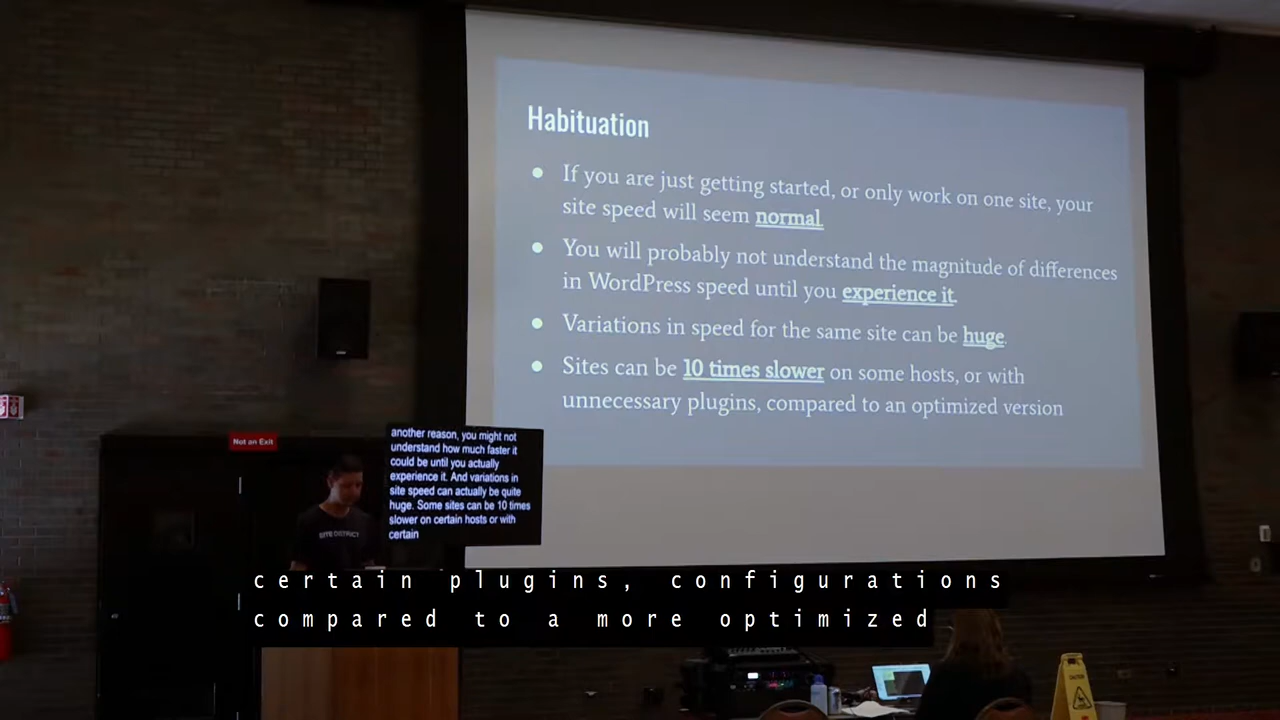 Habituation
● If you are just getting started, or only work on one site, your
site speed will seem normal.
● You will probably not understand the magnitude of differences
in WordPress speed until you experience it.
● Variations in speed for the same site can be huge.
● Sites can be 10 times slower on some hosts, or with
unnecessary plugins, compared to an optimized version
Not an Exit
another reason, you might not
understand how much faster it
could be until you actually
experience it. And variations in
site speed can actually be quite
huge. Some sites can be 10 times
slower on certain hosts or with
certain
SITE DISTRICT
certain plugins, configurations
compared to a more optimized
CAUTION